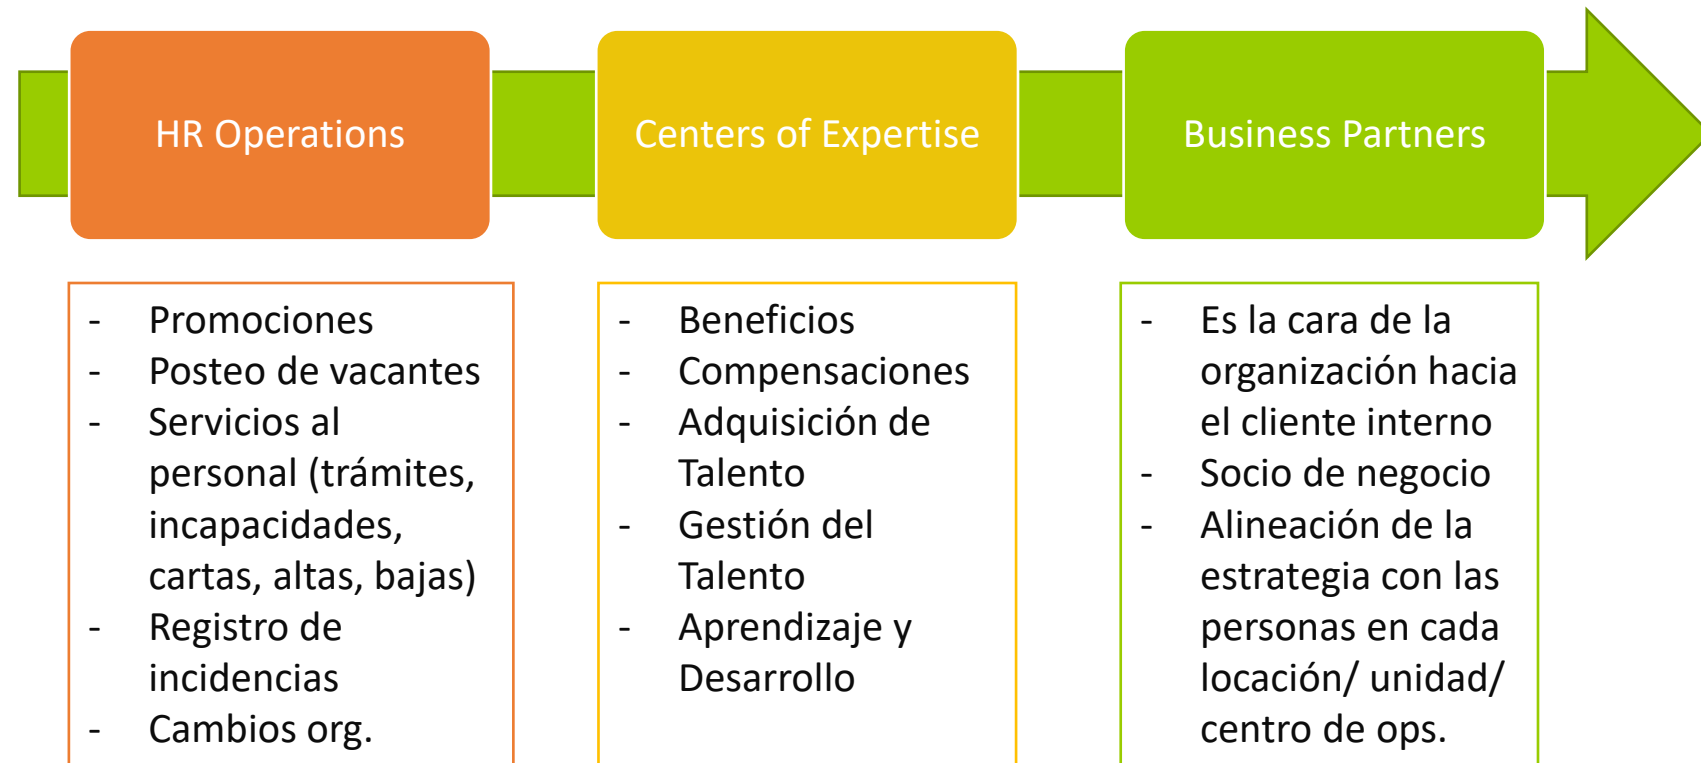 HR Operations
Centers of Expertise
Business Partners
- Promociones
- Posteo de vacantes
- Servicios al
personal (trámites,
incapacidades,
cartas, altas, bajas)
- Registro de
incidencias
- Cambios org.
- Beneficios
- Compensaciones
- Adquisición de
Talento
- Gestión del
Talento
- Aprendizaje y
Desarrollo
- Es la cara de la
organización hacia
el cliente interno
- Socio de negocio
- Alineación de la
estrategia con las
personas en cada
locación/ unidad/
centro de ops.